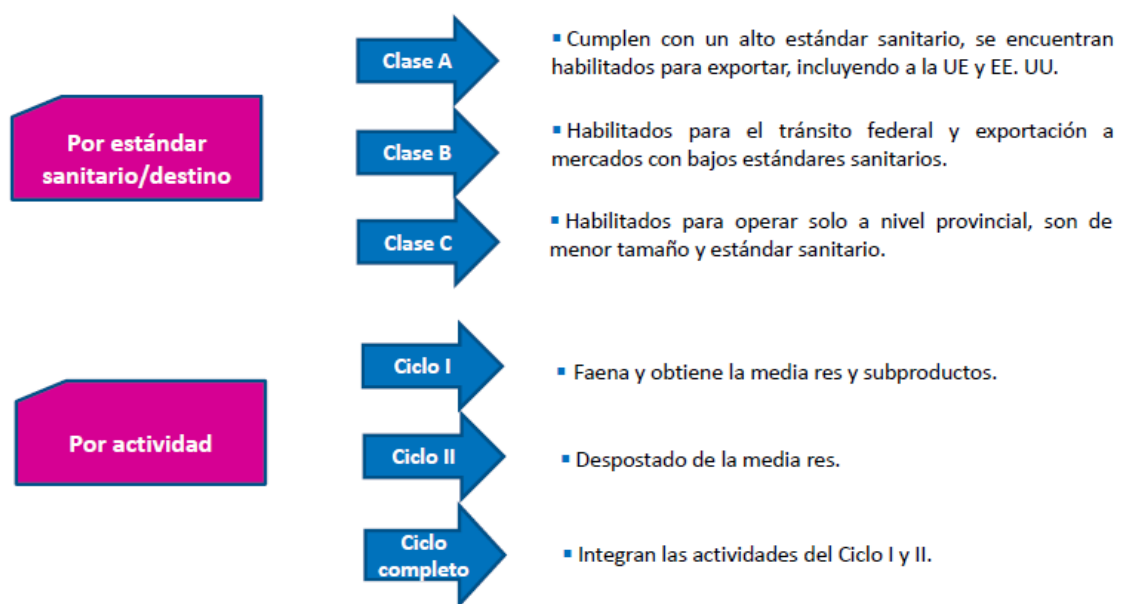 Por estándar
sanitario/destino
Clase A
▪ Cumplen con un alto estándar sanitario, se encuentran
habilitados para exportar, incluyendo a la UE y EE. UU.
Clase B
▪ Habilitados para el tránsito federal y exportación a
mercados con bajos estándares sanitarios.
Clase C
▪ Habilitados para operar solo a nivel provincial, son de
menor tamaño y estándar sanitario.
Por actividad
Ciclo I
▪ Faena y obtiene la media res y subproductos.
Ciclo II
▪ Despostado de la media res.
Ciclo
completo
▪ Integran las actividades del Ciclo I y II.